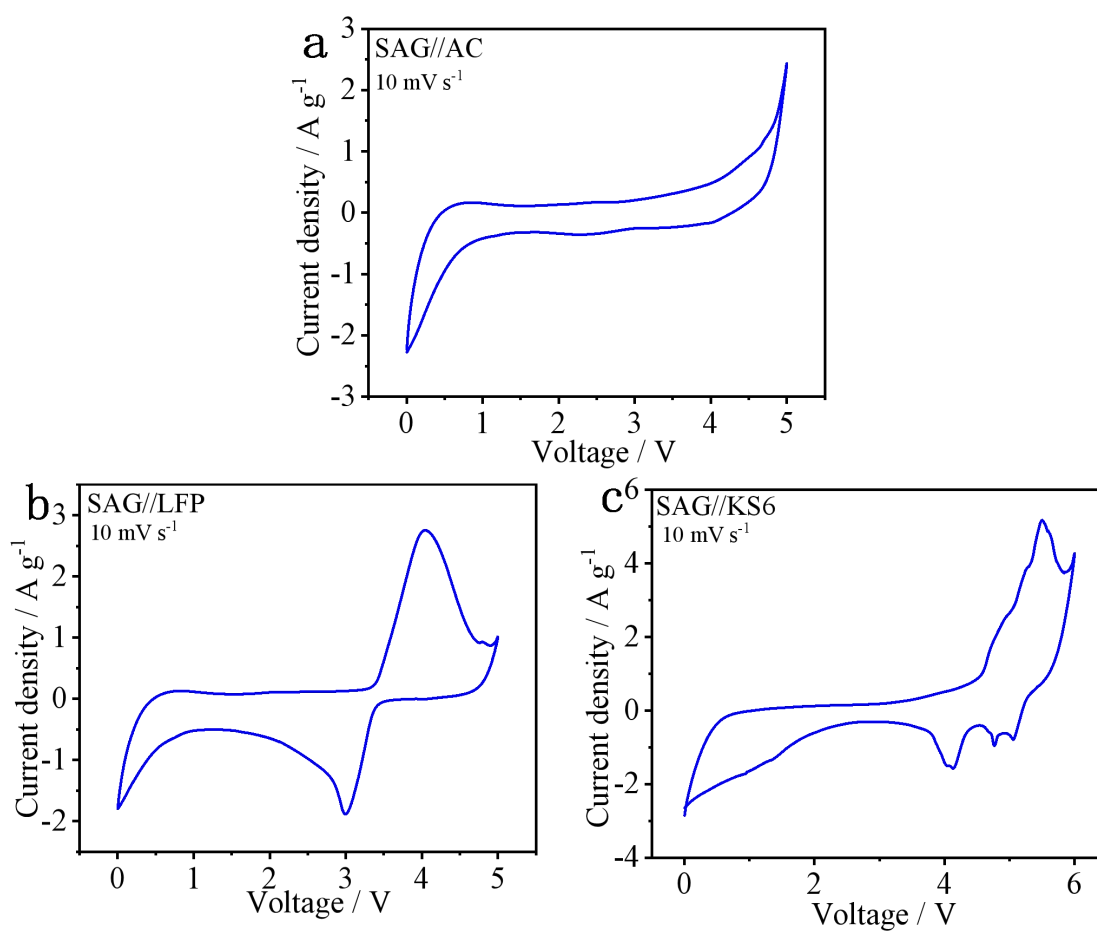 a
SAG//AC
10 mV s⁻¹
Current density / A g⁻¹
3
2
1
0
-1
-2
-3
0 1 2 3 4 5
Voltage / V
b
SAG//LFP
10 mV s⁻¹
Current density / A g⁻¹
3
2
1
0
-1
-2
0 1 2 3 4 5
Voltage / V
c
SAG//KS6
10 mV s⁻¹
Current density / A g⁻¹
6
4
2
0
-2
-4
0 2 4 6
Voltage / V